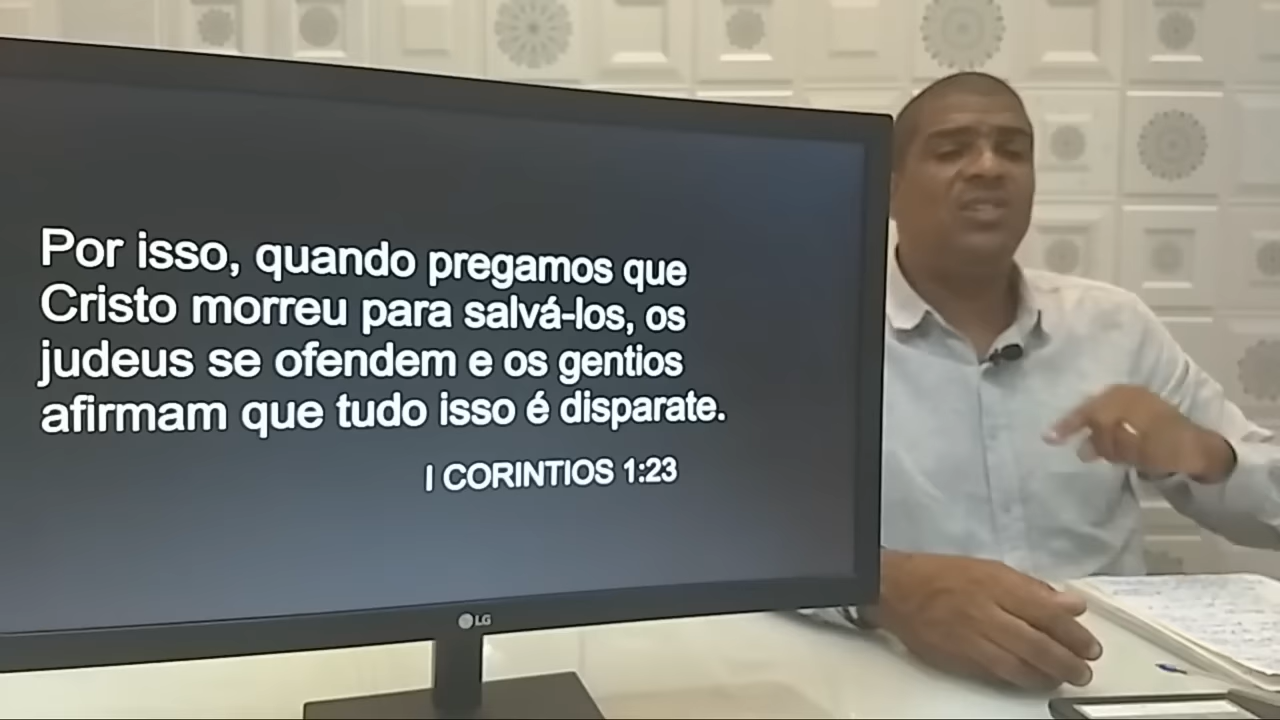 Por isso, quando pregamos que
Cristo morreu para salvá-los, os
judeus se ofendem e os gentios
afirmam que tudo isso é disparate.
I CORINTIOS 1:23
LG